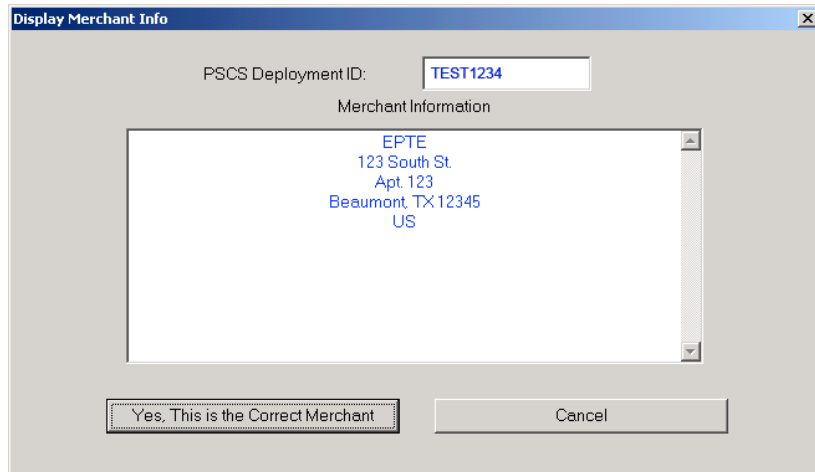 Display Merchant Info
PSCS Deployment ID: TEST1234
Merchant Information
EPTE
123 South St.
Apt. 123
Beaumont, TX 12345
US
Yes, This is the Correct Merchant Cancel